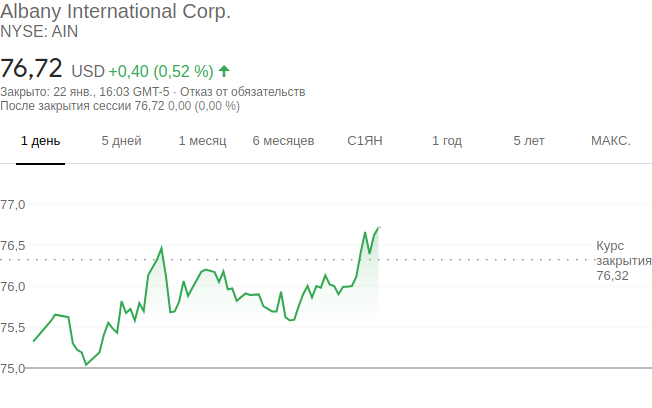 Albany International Corp.
NYSE: AIN
76,72 USD +0,40 (0,52 %)
Закрыто: 22 янв., 16:03 GMT-5 · Отказ от обязательств
После закрытия сессии 76,72 0,00 (0,00 %)
1 день 5 дней 1 месяц 6 месяцев С1ЯН 1 год 5 лет МАКС.
77,0
76,5
Курс
закрытия
76,32
76,0
75,5
75,0